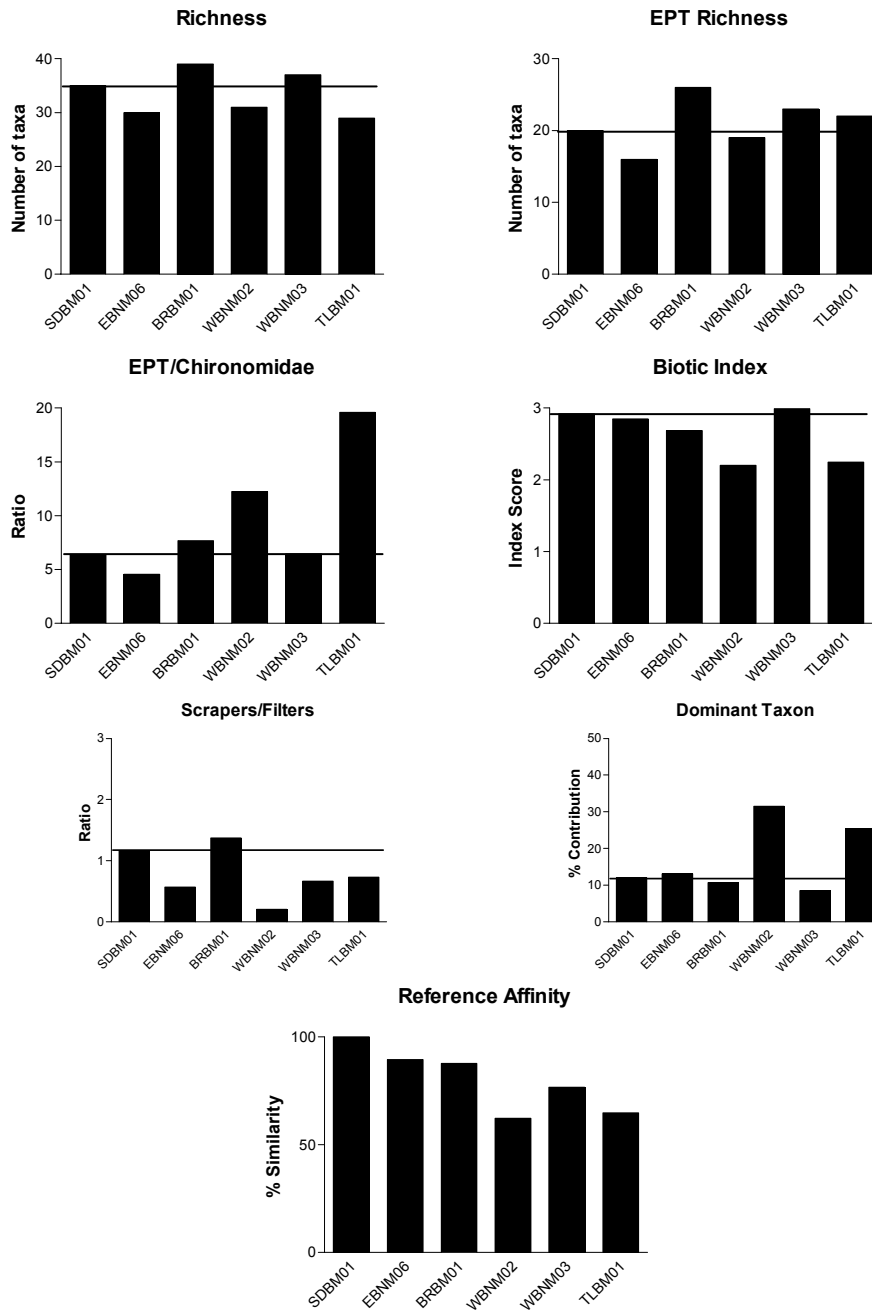 Richness
Number of taxa
40
30
20
10
0
SDBM01
EBNM06
BRBM01
WBNM02
WBNM03
TLBM01
EPT Richness
Number of taxa
30
20
10
0
SDBM01
EBNM06
BRBM01
WBNM02
WBNM03
TLBM01
EPT/Chironomidae
Ratio
20
15
10
5
0
SDBM01
EBNM06
BRBM01
WBNM02
WBNM03
TLBM01
Biotic Index
Index Score
3
2
1
0
SDBM01
EBNM06
BRBM01
WBNM02
WBNM03
TLBM01
Scrapers/Filters
Ratio
3
2
1
0
SDBM01
EBNM06
BRBM01
WBNM02
WBNM03
TLBM01
Dominant Taxon
% Contribution
50
40
30
20
10
0
SDBM01
EBNM06
BRBM01
WBNM02
WBNM03
TLBM01
Reference Affinity
% Similarity
100
50
0
SDBM01
EBNM06
BRBM01
WBNM02
WBNM03
TLBM01